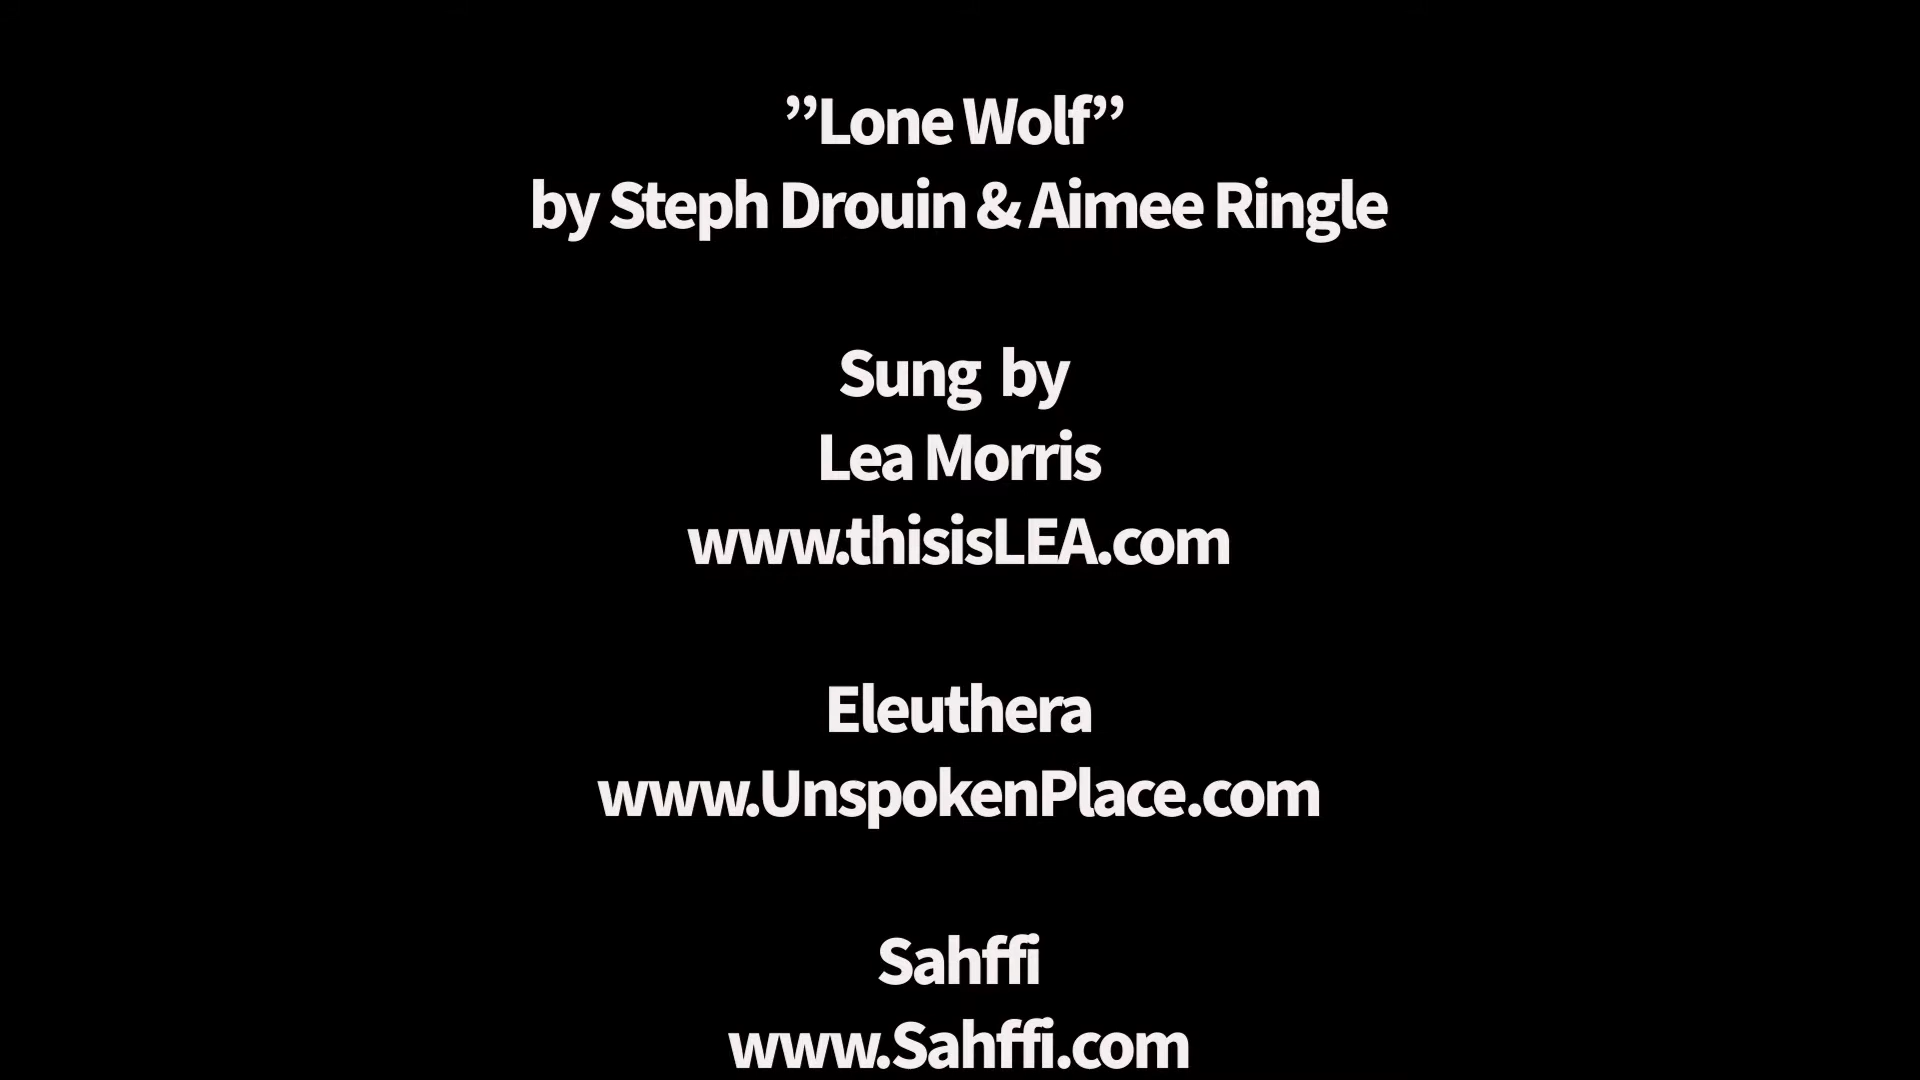 ”Lone Wolf”
by Steph Drouin & Aimee Ringle
Sung by
Lea Morris
www.thisisLEA.com
Eleuthera
www.UnspokenPlace.com
Sahffi
www.Sahffi.com